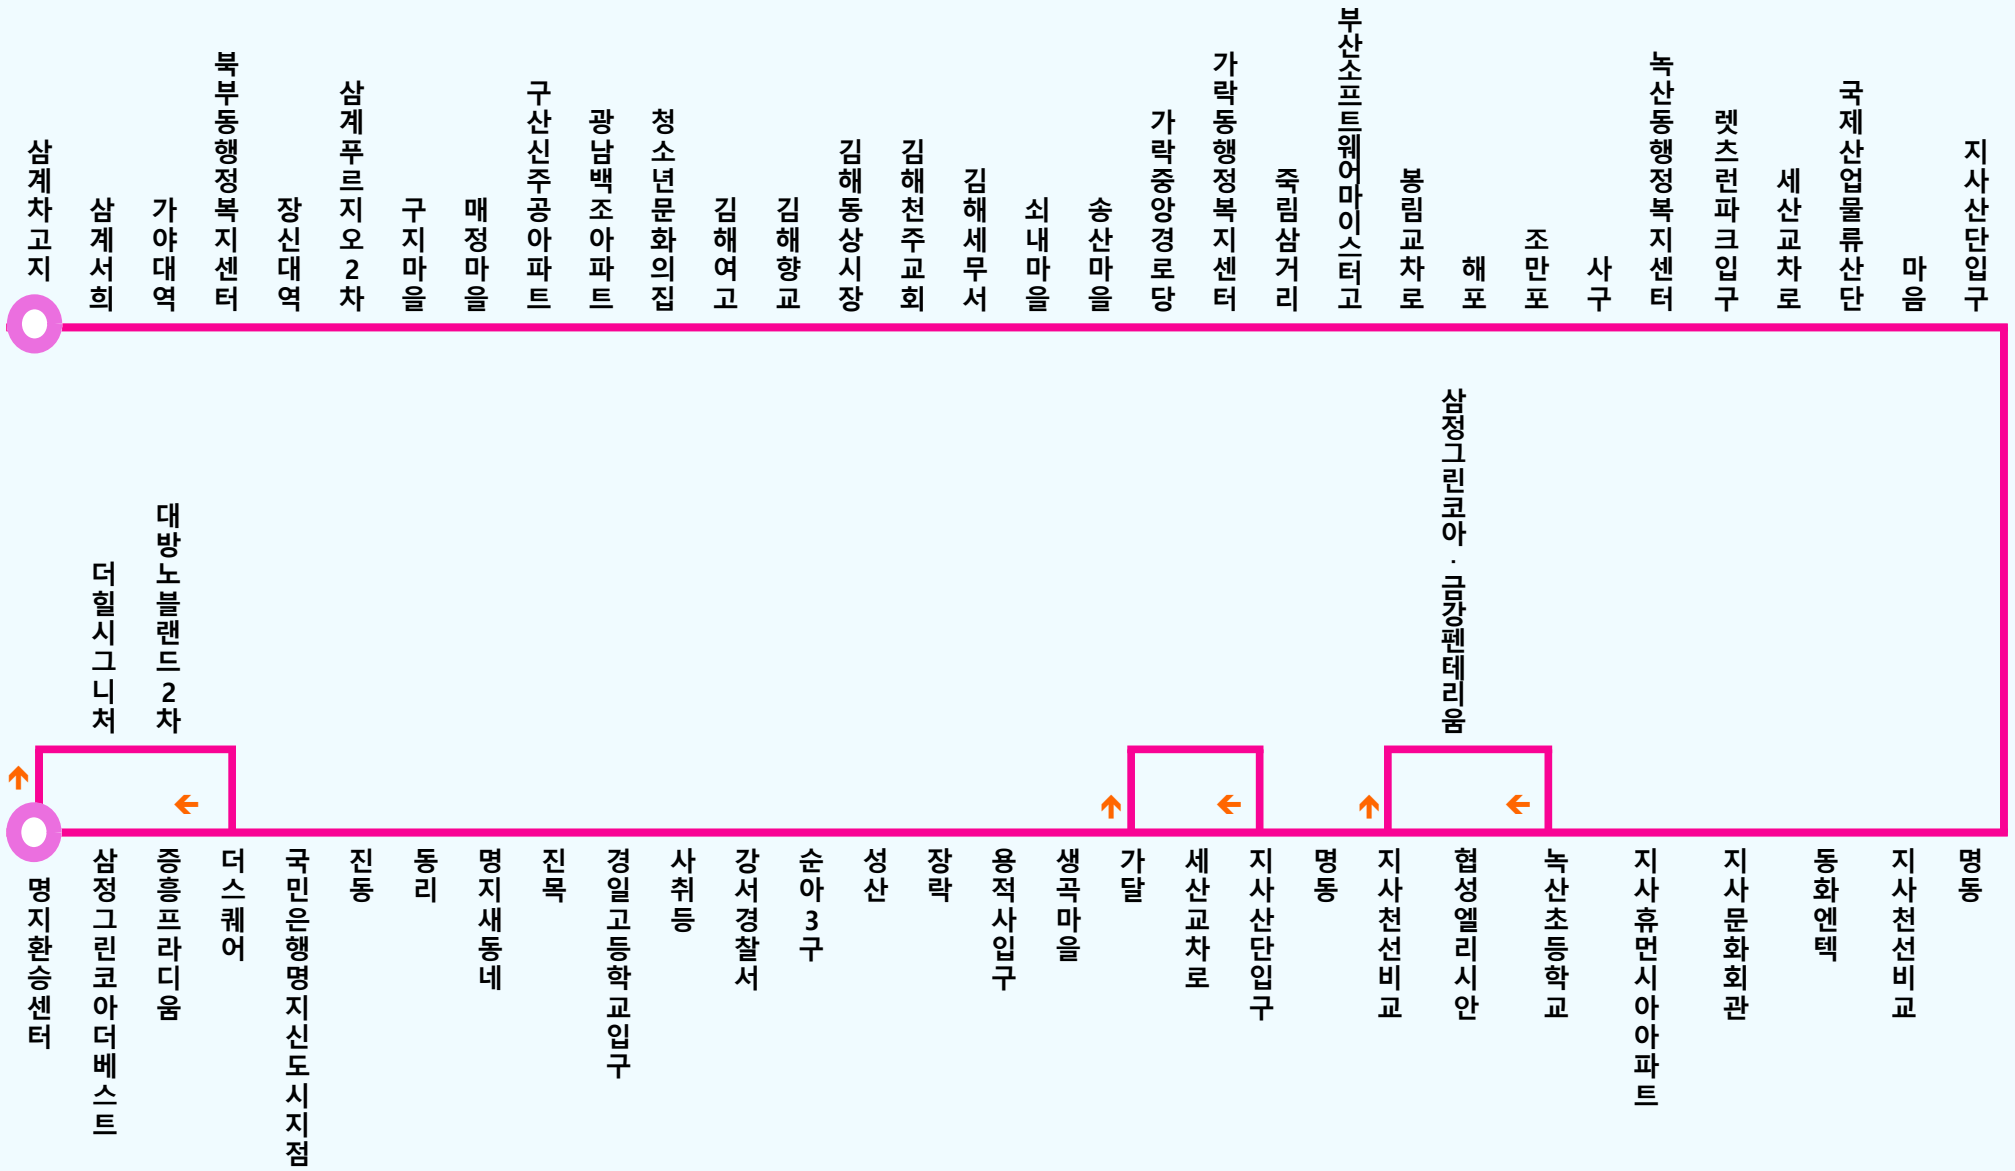 삼계차고지
삼계서희
가야대역
북부동행정복지센터
장신대역
삼계푸르지오2차
구지마을
매정마을
구산신주공아파트
광남백조아파트
청소년문화의집
김해여고
김해향교
김해동상시장
김해천주교회
김해세무서
쇠내마을
송산마을
가락중앙경로당
가락동행정복지센터
죽림삼거리
부산소프트웨어마이스터고
봉림교차로
해포
조만포
사구
녹산동행정복지센터
렛츠런파크입구
세산교차로
국제산업물류산단
마음
지사산단입구
더힐시그니처
대방노블랜드2차
삼정그린코아·금강펜테리움
명지환승센터
삼정그린코아더베스트
증흥프라디움
더스퀘어
국민은행명지신도시지점
진동
동리
명지새동네
진목
경일고등학교입구
사취등
강서경찰서
순아3구
성산
장락
용적사입구
생곡마을
가달
세산교차로
지사산단입구
명동
지사천선비교
협성엘리시안
녹산초등학교
지사휴먼시아아파트
지사문화회관
동화엔텍
지사천선비교
명동